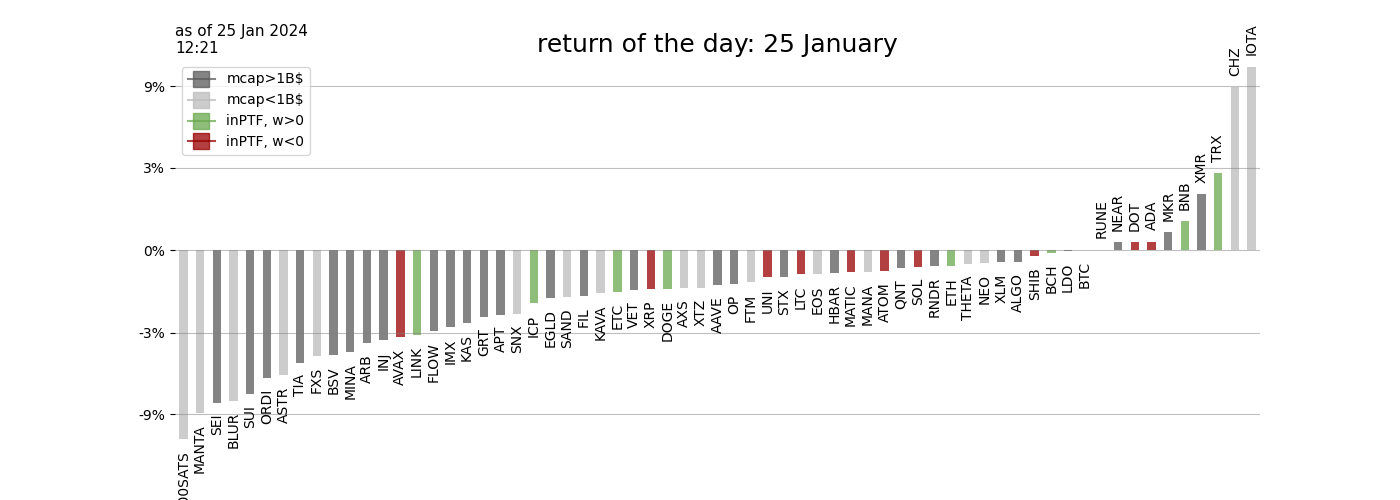 as of 25 Jan 2024
12:21
return of the day: 25 January
mcap>1B$
mcap<1B$
inPTF, w>0
inPTF, w<0
9%
3%
0%
-3%
-9%
00SATS
MANTA
SEI
BLUR
SUI
ORDI
ASTR
TIA
FXS
BSV
MINA
ARB
INJ
AVAX
LINK
FLOW
IMX
KAS
GRT
APT
SNX
ICP
EGLD
SAND
FIL
KAVA
ETC
VET
XRP
DOGE
AXS
XTZ
AAVE
OP
FTM
UNI
STX
LTC
EOS
HBAR
MATIC
MANA
ATOM
QNT
SOL
RNDR
ETH
THETA
NEO
XLM
ALGO
SHIB
BCH
LDO
BTC
RUNE
NEAR
DOT
ADA
MKR
BNB
XMR
TRX
CHZ
IOTA